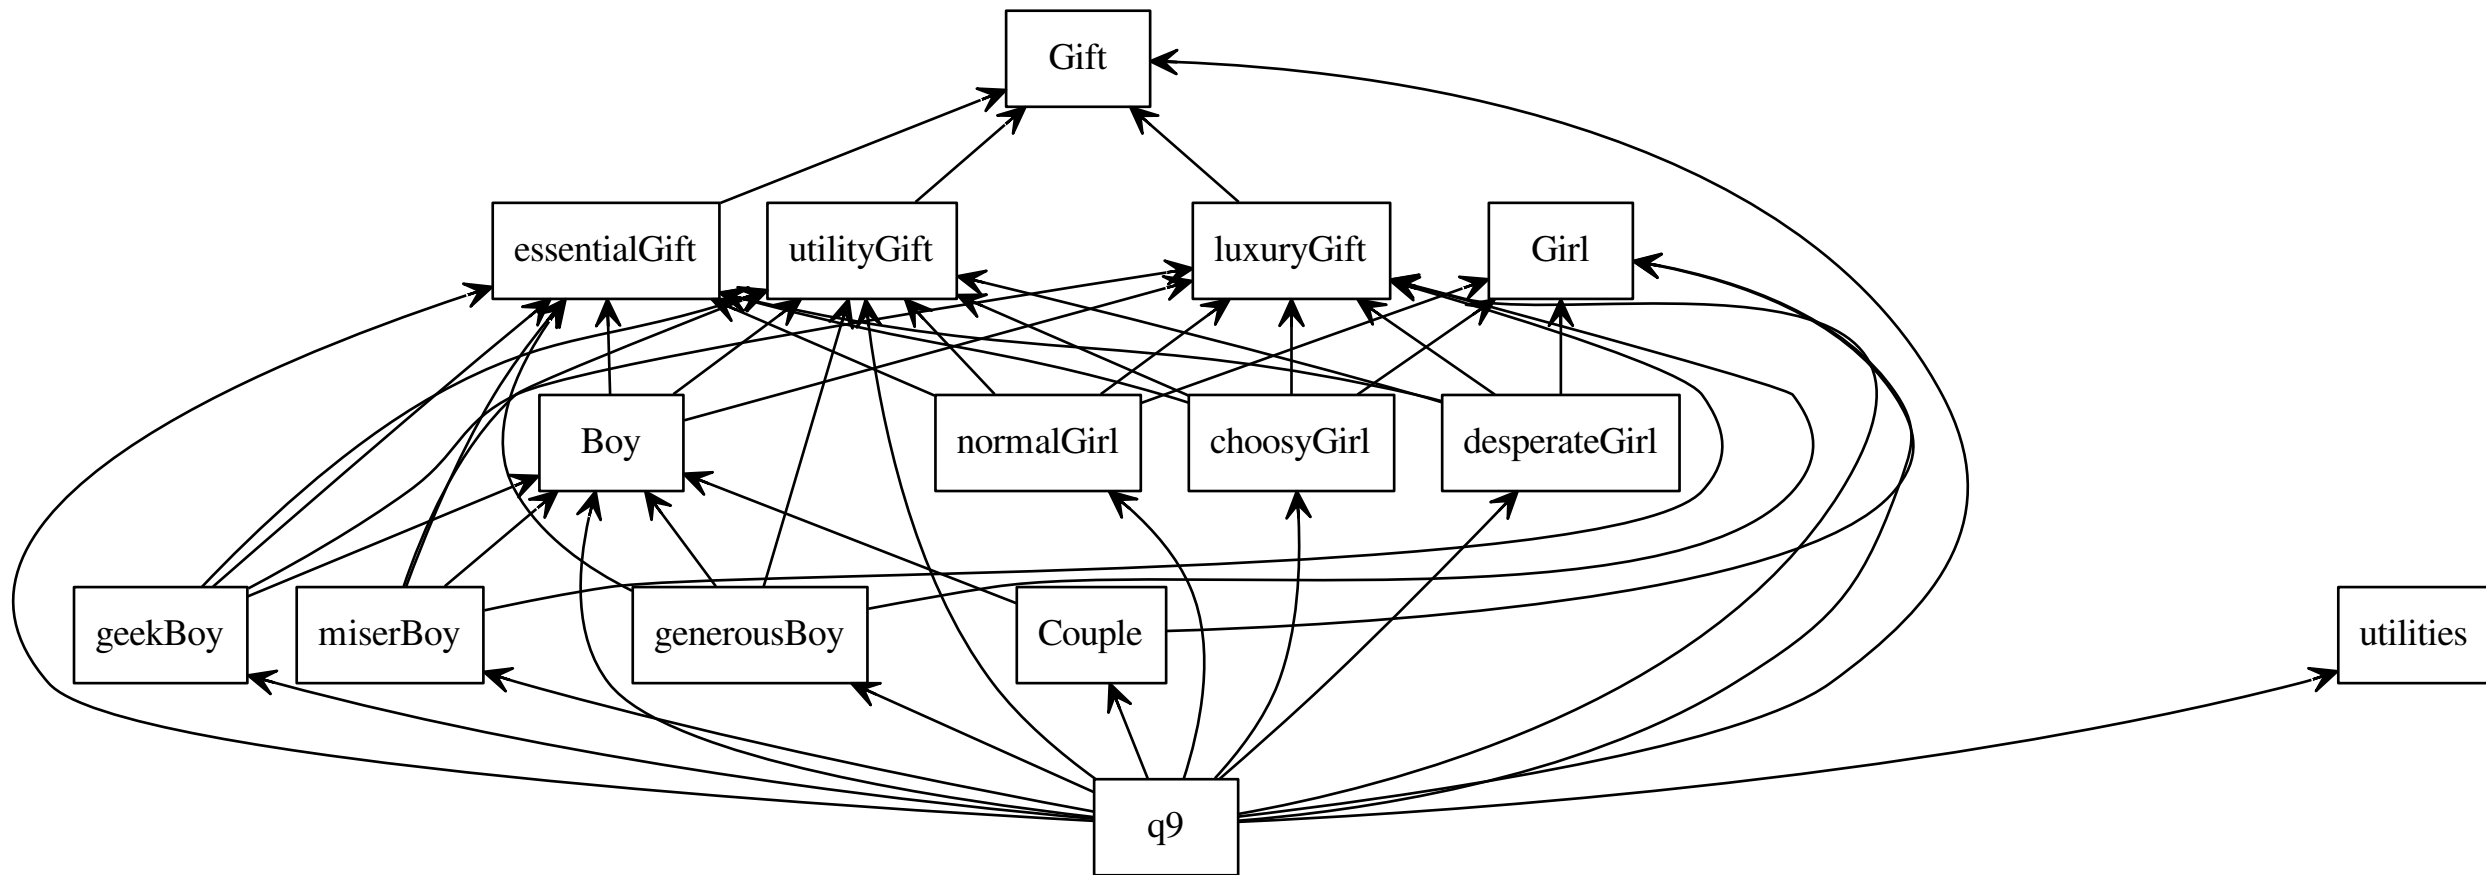 Gift
essentialGift
utilityGift
luxuryGift
Girl
Boy
normalGirl
choosyGirl
desperateGirl
geekBoy
miserBoy
generousBoy
Couple
utilities
q9